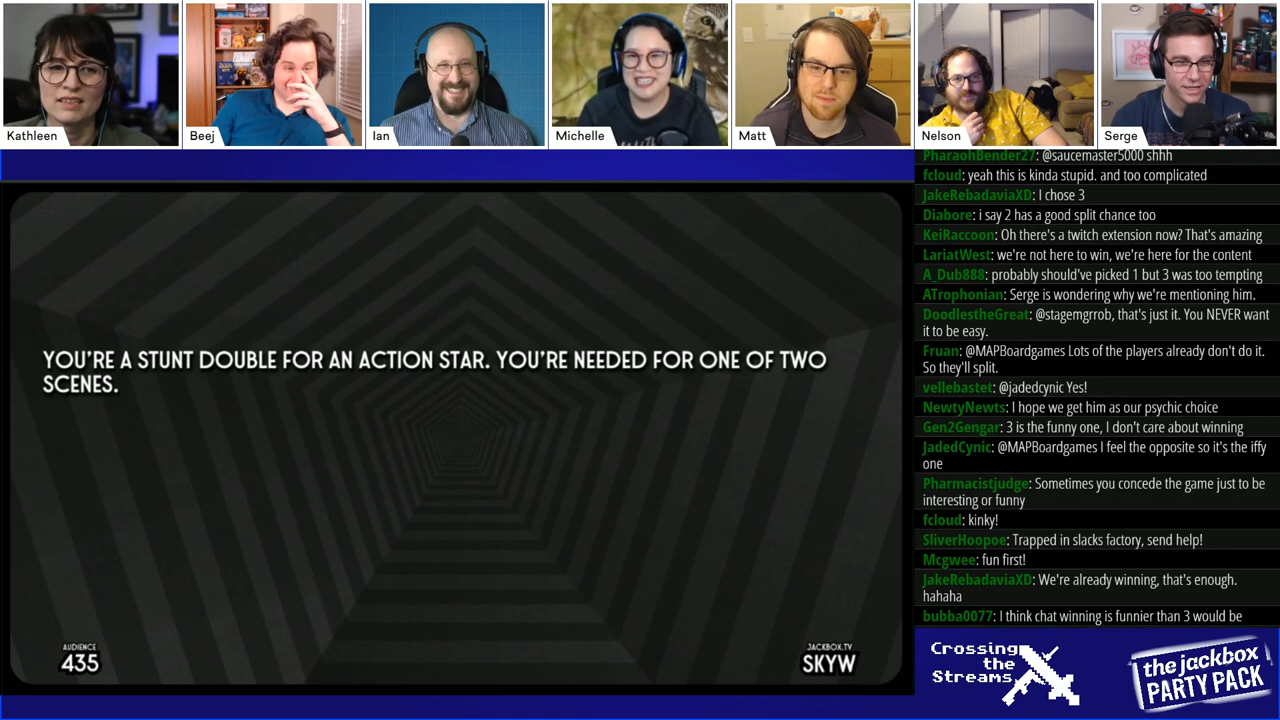 Kathleen
Beej
Ian
Michelle
Matt
Nelson
Serge
YOU'RE A STUNT DOUBLE FOR AN ACTION STAR. YOU'RE NEEDED FOR ONE OF TWO
SCENES.
AUDIENCE
435
JACKBOX.TV
SKYW
PharaohBender27: @saucemaster5000 shhh
fcloud: yeah this is kinda stupid. and too complicated
JakeRebadaviaXD: I chose 3
Diabore: i say 2 has a good split chance too
KeiRaccoon: Oh there's a twitch extension now? That's amazing
LariatWest: we're not here to win, we're here for the content
A_Dub888: probably should've picked 1 but 3 was too tempting
ATrophonian: Serge is wondering why we're mentioning him.
DoodlestheGreat: @stagemgrrob, that's just it. You NEVER want
it to be easy.
Fruan: @MAPBoardgames Lots of the players already don't do it.
So they'll split.
vellebastet: @jadedcynic Yes!
NewtyNewts: I hope we get him as our psychic choice
Gen2Gengar: 3 is the funny one, I don't care about winning
JadedCynic: @MAPBoardgames I feel the opposite so it's the iffy
one
Pharmacistjudge: Sometimes you concede the game just to be
interesting or funny
fcloud: kinky!
SliverHoopoe: Trapped in slacks factory, send help!
Mcgwee: fun first!
JakeRebadaviaXD: We're already winning, that's enough.
hahaha
bubba0077: I think chat winning is funnier than 3 would be
Crossing
the
Streams
the jackbox
PARTY PACK